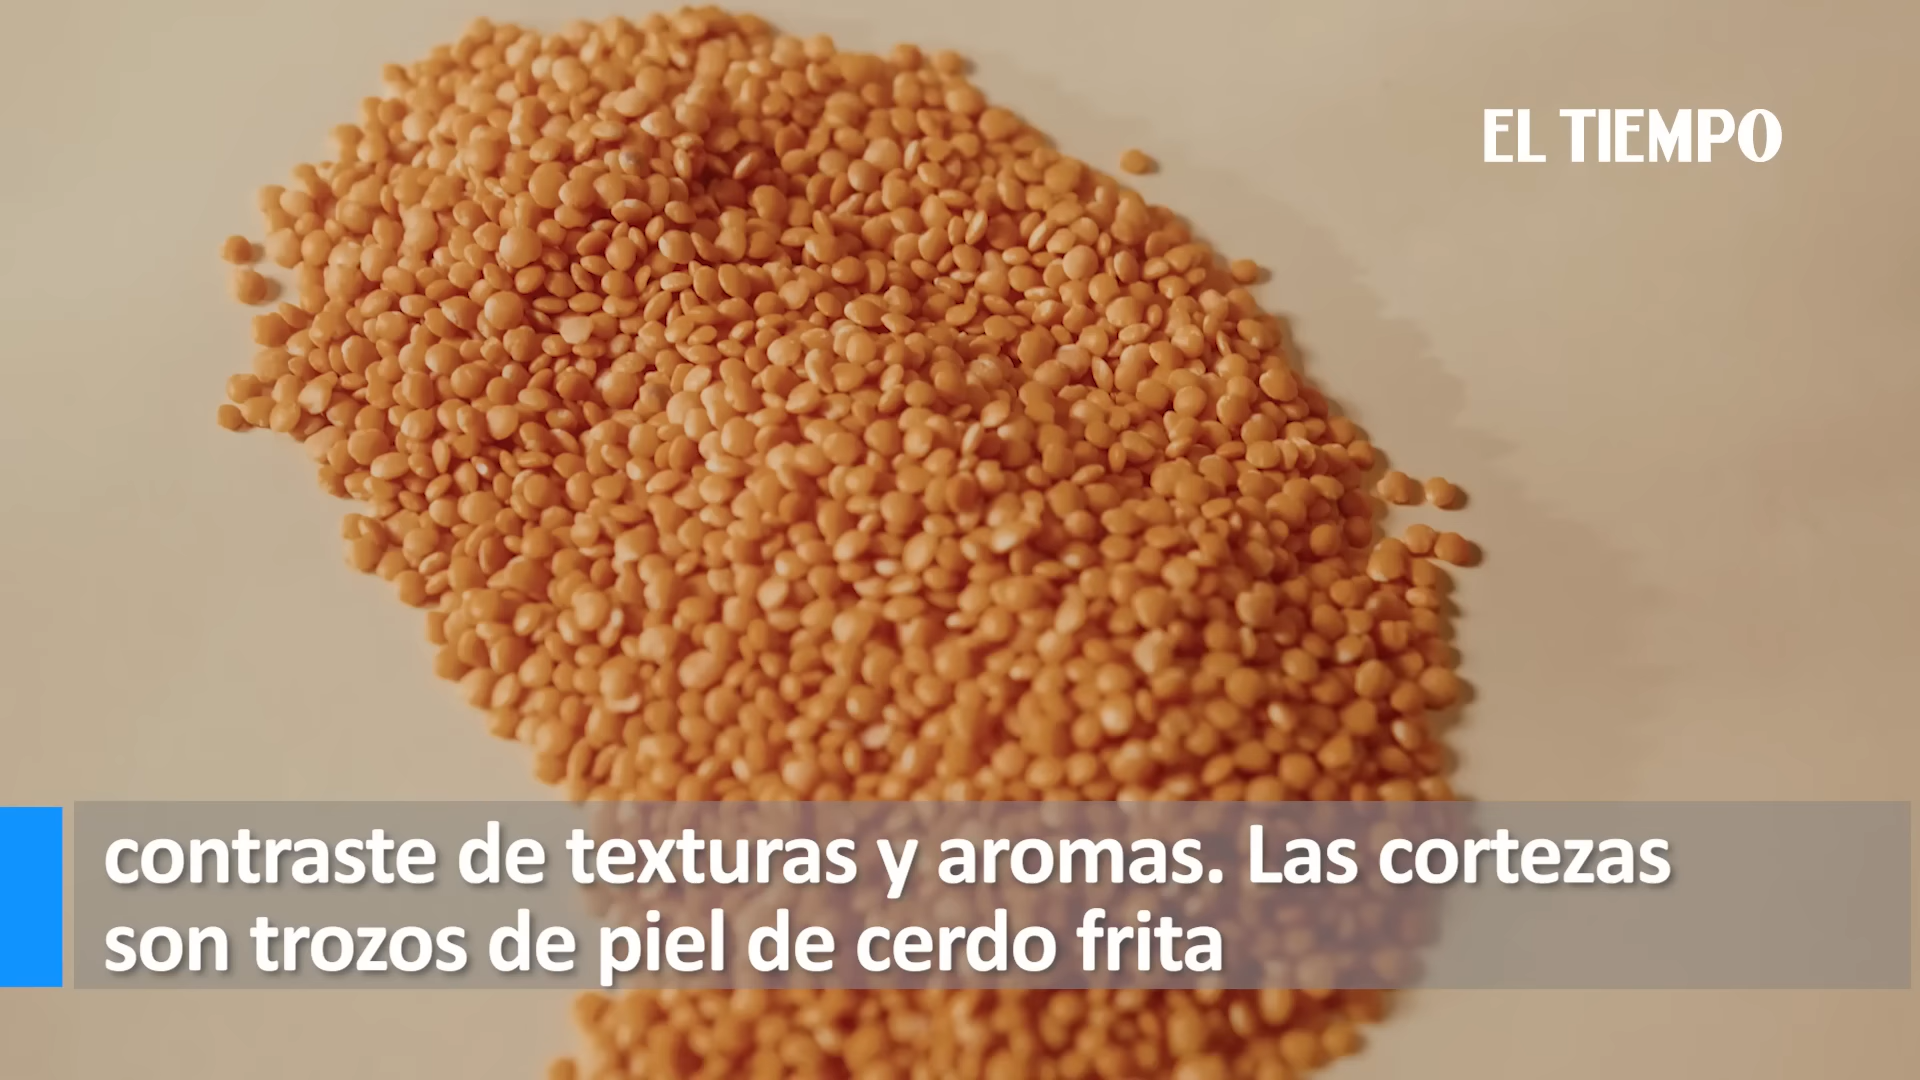 EL TIEMPO
contraste de texturas y aromas. Las cortezas
son trozos de piel de cerdo frita